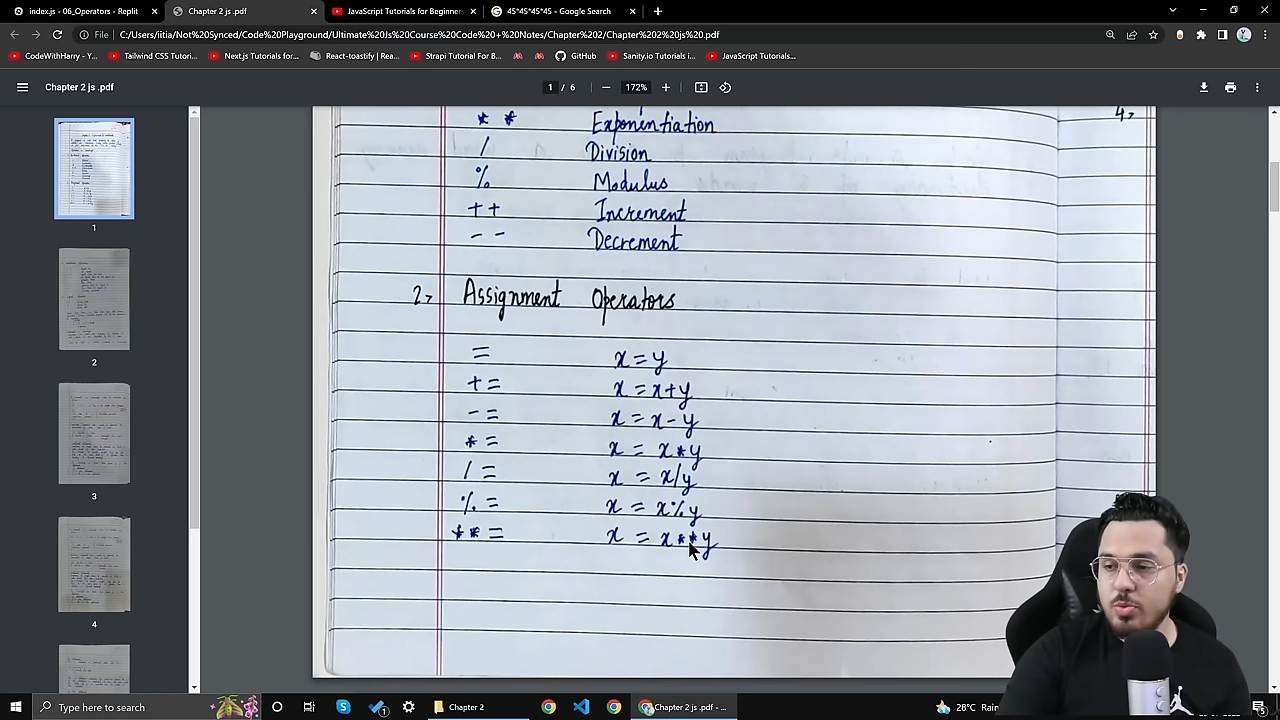 index.js - 06_Operators - Replit
Chapter 2 js .pdf
JavaScript Tutorials for Beginner
45*45*45*45 - Google Search
File
C:/Users/iitia/Not%20Synced/Code%20Playground/Ultimate%20Js%20Course%20Code%20+%20Notes/Chapter%202/Chapter%202%20js%20.pdf
CodeWithHarry - Y...
Tailwind CSS Tutori...
Next.js Tutorials for...
React-toastify | Rea...
Strapi Tutorial For B...
GitHub
Sanity.io Tutorials i...
JavaScript Tutorials...
Chapter 2 js .pdf
1 / 6
172%
1
2
3
4
4>
** Exponentiation
/ Division
% Modulus
++ Increment
-- Decrement
2> Assignment Operators
= x = y
+= x = x+y
-= x = x-y
*= x = x*y
/= x = x/y
%= x = x%y
**= x = x**y
Type here to search
1
Chapter 2
Chapter 2 js .pdf - ...
28°C